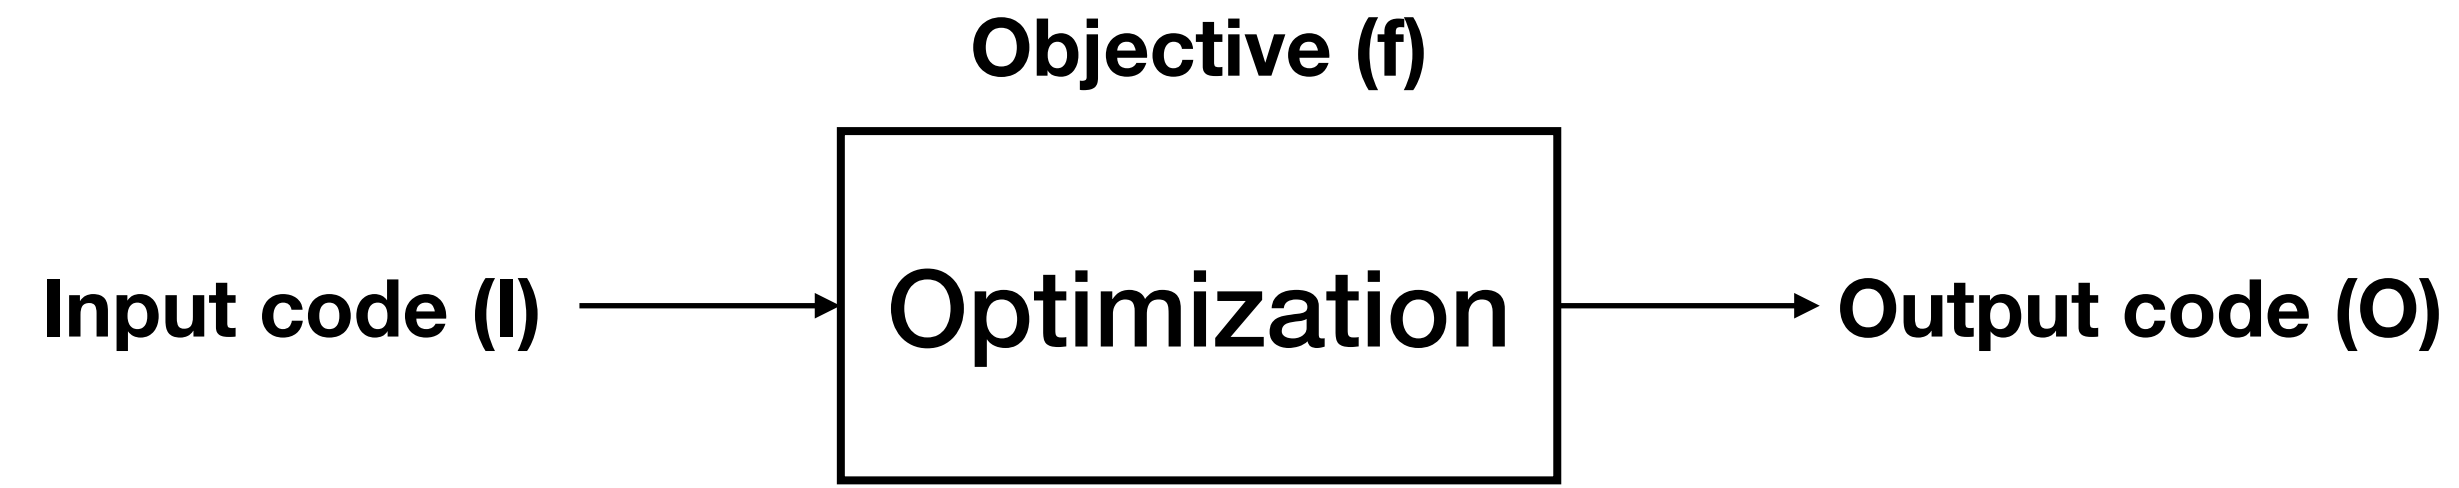 Objective (f)
Input code (I)
Optimization
Output code (O)